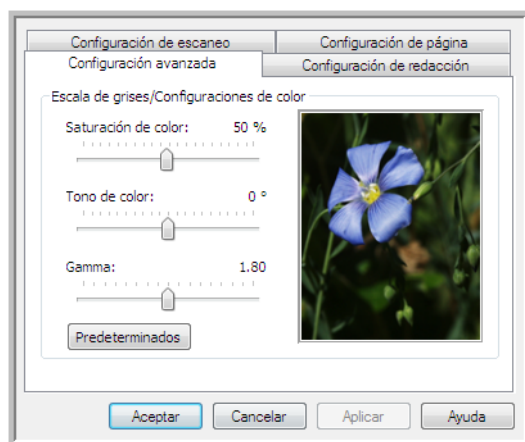 Configuración de escaneo Configuración de página
Configuración avanzada Configuración de redacción
Escala de grises/Configuraciones de color
Saturación de color: 50 %
Tono de color: 0 °
Gamma: 1.80
Predeterminados
Aceptar Cancelar Aplicar Ayuda